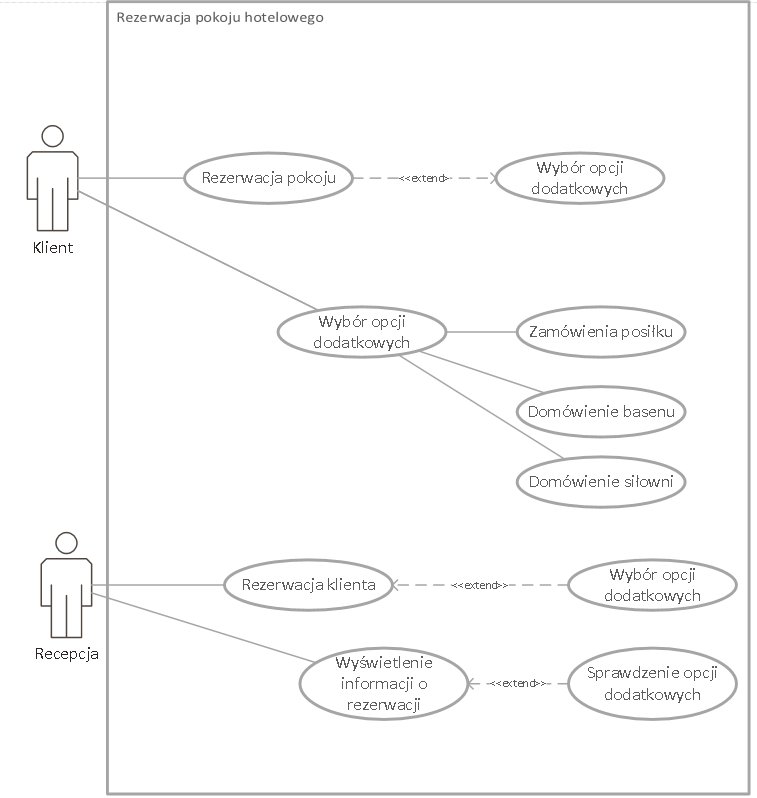 Rezerwacja pokoju hotelowego
Rezerwacja pokoju
<<extend>
Wybór opcji
dodatkowych
Klient
Wybór opcji
dodatkowych
Zamówienia posiłku
Domówienie basenu
Domówienie siłowni
Rezerwacja klienta
<<extend>>
Wybór opcji
dodatkowych
Recepcja
Wyświetlenie
informacji o
rezerwacji
<<extend>>
Sprawdzenie opcji
dodatkowych